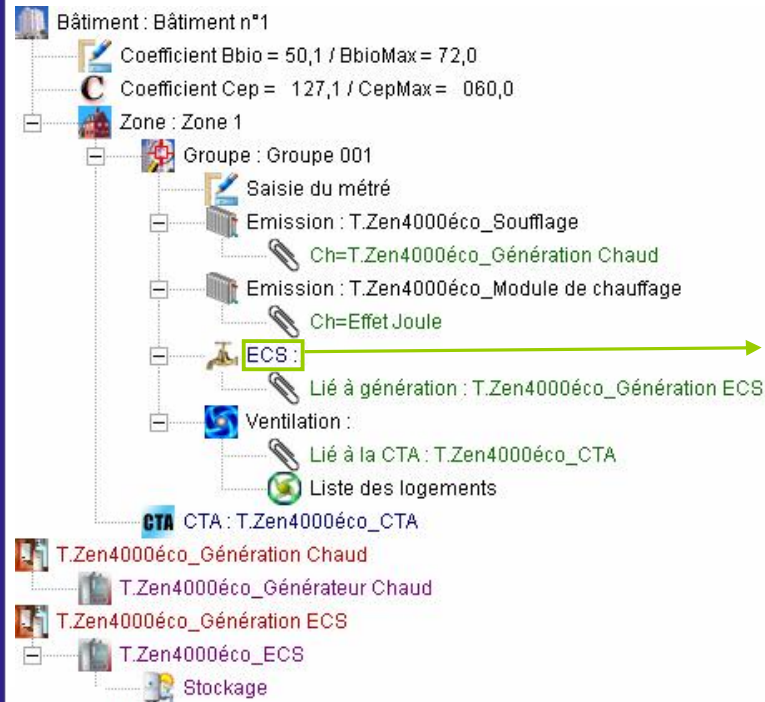 Bâtiment : Bâtiment n°1
Coefficient Bbio = 50,1 / BbioMax = 72,0
C Coefficient Cep = 127,1 / CepMax = 060,0
Zone : Zone 1
Groupe : Groupe 001
Saisie du métré
Emission : T.Zen4000éco_Soufflage
Ch=T.Zen4000éco_Génération Chaud
Emission : T.Zen4000éco_Module de chauffage
Ch=Effet Joule
ECS :
Lié à génération : T.Zen4000éco_Génération ECS
Ventilation :
Lié à la CTA : T.Zen4000éco_CTA
Liste des logements
CTA CTA : T.Zen4000éco_CTA
T.Zen4000éco_Génération Chaud
T.Zen4000éco_Générateur Chaud
T.Zen4000éco_Génération ECS
T.Zen4000éco_ECS
Stockage